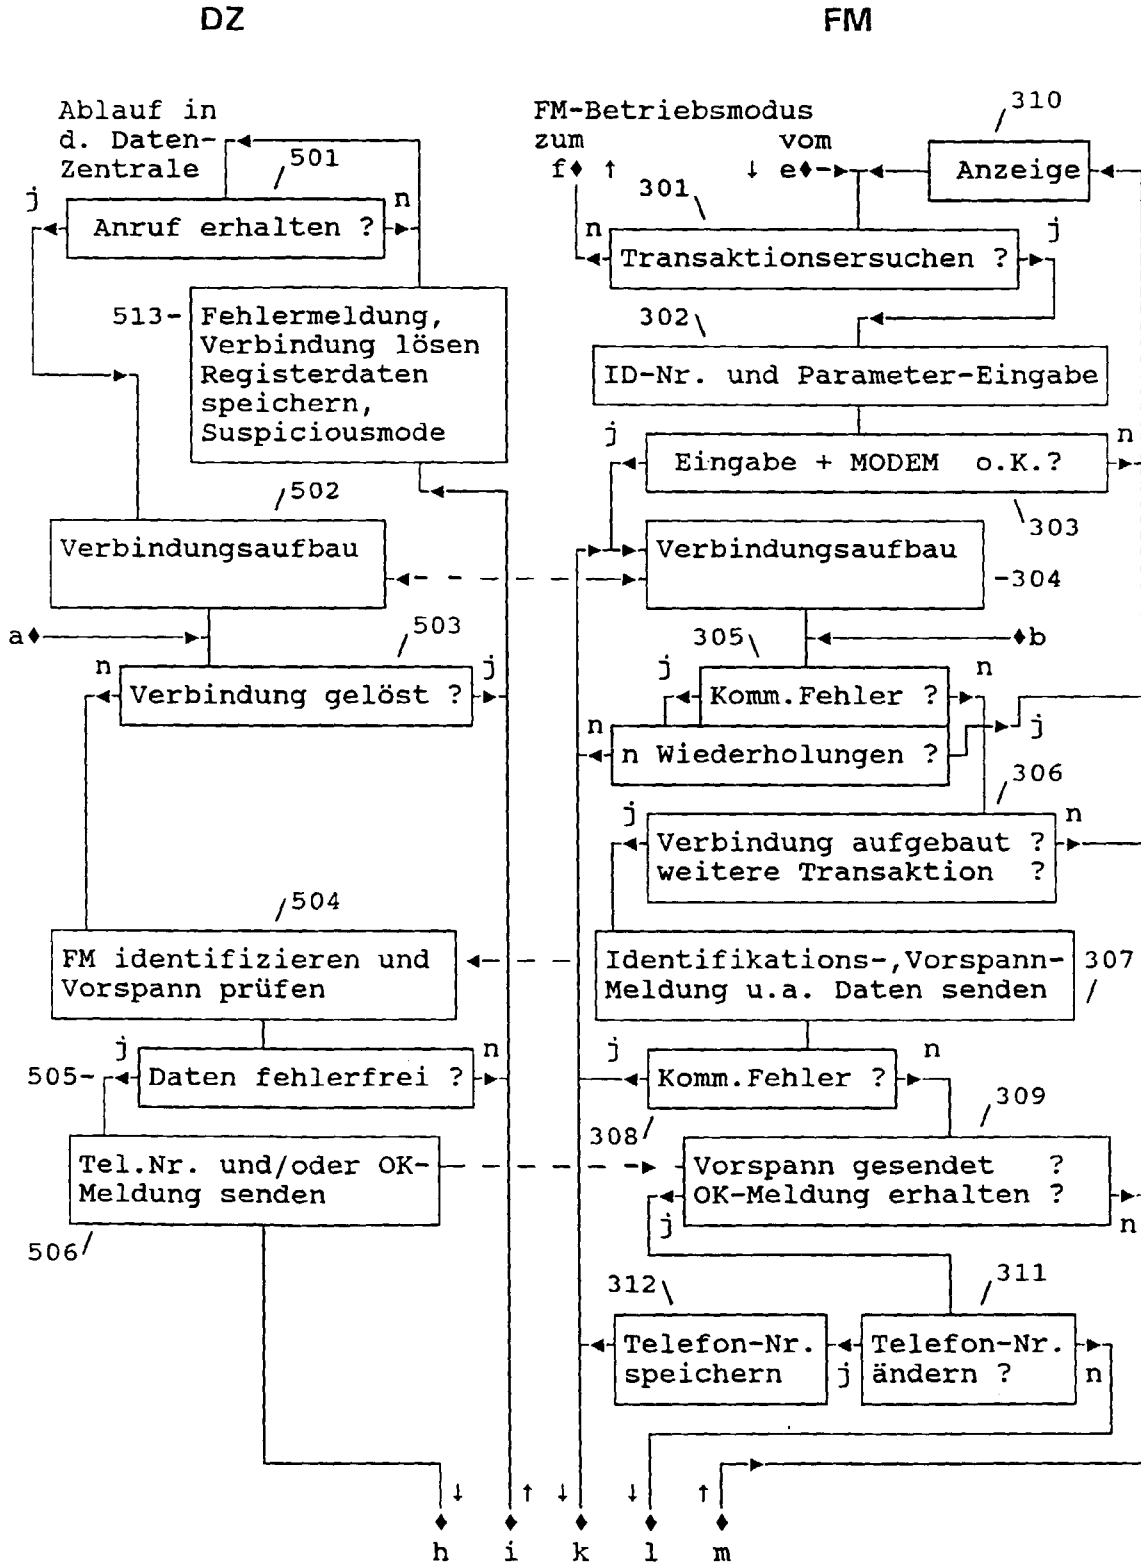 DZ
FM
Ablauf in
d. Daten-
Zentrale
501
j
n
Anruf erhalten ?
513-
Fehlermeldung,
Verbindung lösen
Registerdaten
speichern,
Suspiciousmode
502
Verbindungsaufbau
a
503
n
j
Verbindung gelöst ?
504
FM identifizieren und
Vorspann prüfen
j
n
505-
Daten fehlerfrei ?
Tel.Nr. und/oder OK-
Meldung senden
506
FM-Betriebsmodus
zum
vom
f ↑
↓ e
310
Anzeige
301
n
j
Transaktionsersuchen ?
302
ID-Nr. und Parameter-Eingabe
j
n
Eingabe + MODEM o.K.?
303
Verbindungsaufbau
-304
b
305
j
n
Komm.Fehler ?
n
j
n Wiederholungen ?
306
j
n
Verbindung aufgebaut ?
weitere Transaktion ?
Identifikations-,Vorspann-
Meldung u.a. Daten senden
307
j
n
Komm.Fehler ?
308
309
Vorspann gesendet ?
OK-Meldung erhalten ?
j
n
312
311
Telefon-Nr.
speichern
j
Telefon-Nr.
ändern ?
n
↓ ↑ ↓ ↓ ↑
h i k l m